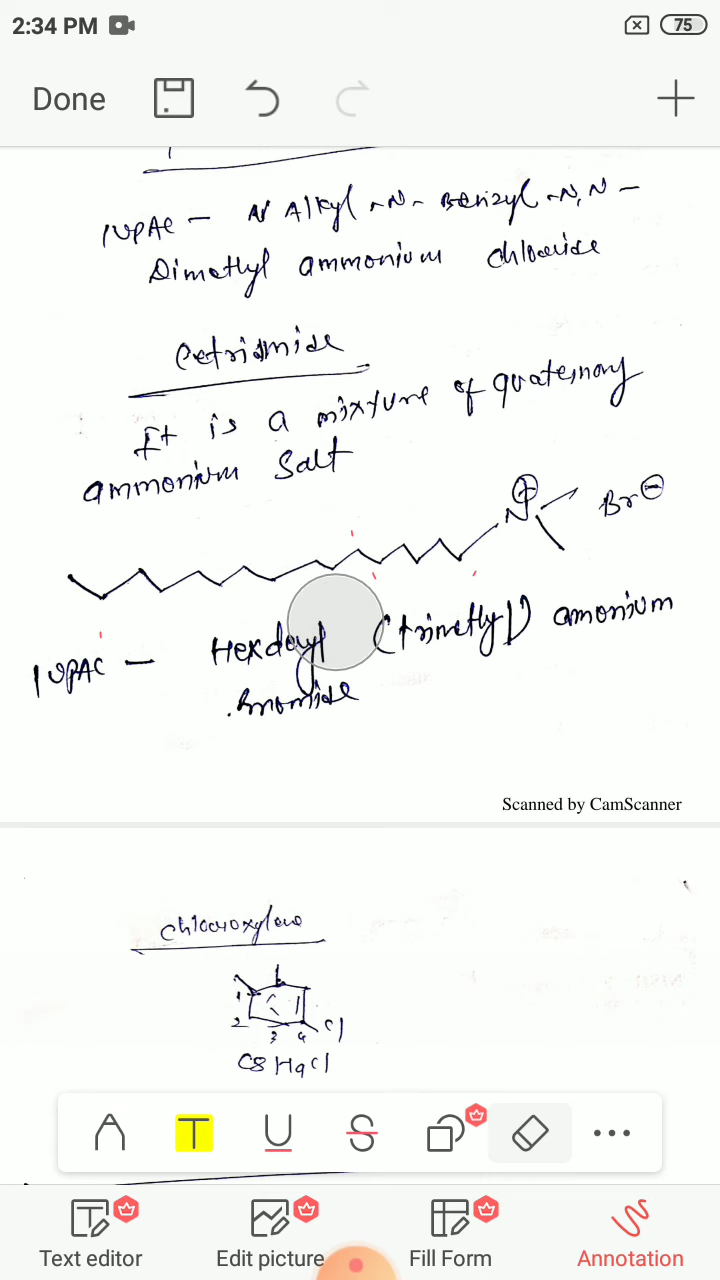 2:34 PM 75
Done
IUPAC - N Alkyl -N- Benzyl -N,N -
Dimethyl ammonium chloride
Cetrimide
It is a mixture of quaternary
ammonium Salt
N⊕ Br⊖
IUPAC - (trimethyl) amonium
Bromide
Scanned by CamScanner
Chloroxylene
1
2 3 4 Cl
C8 H9 Cl
T U S
Text editor Edit picture Fill Form Annotation